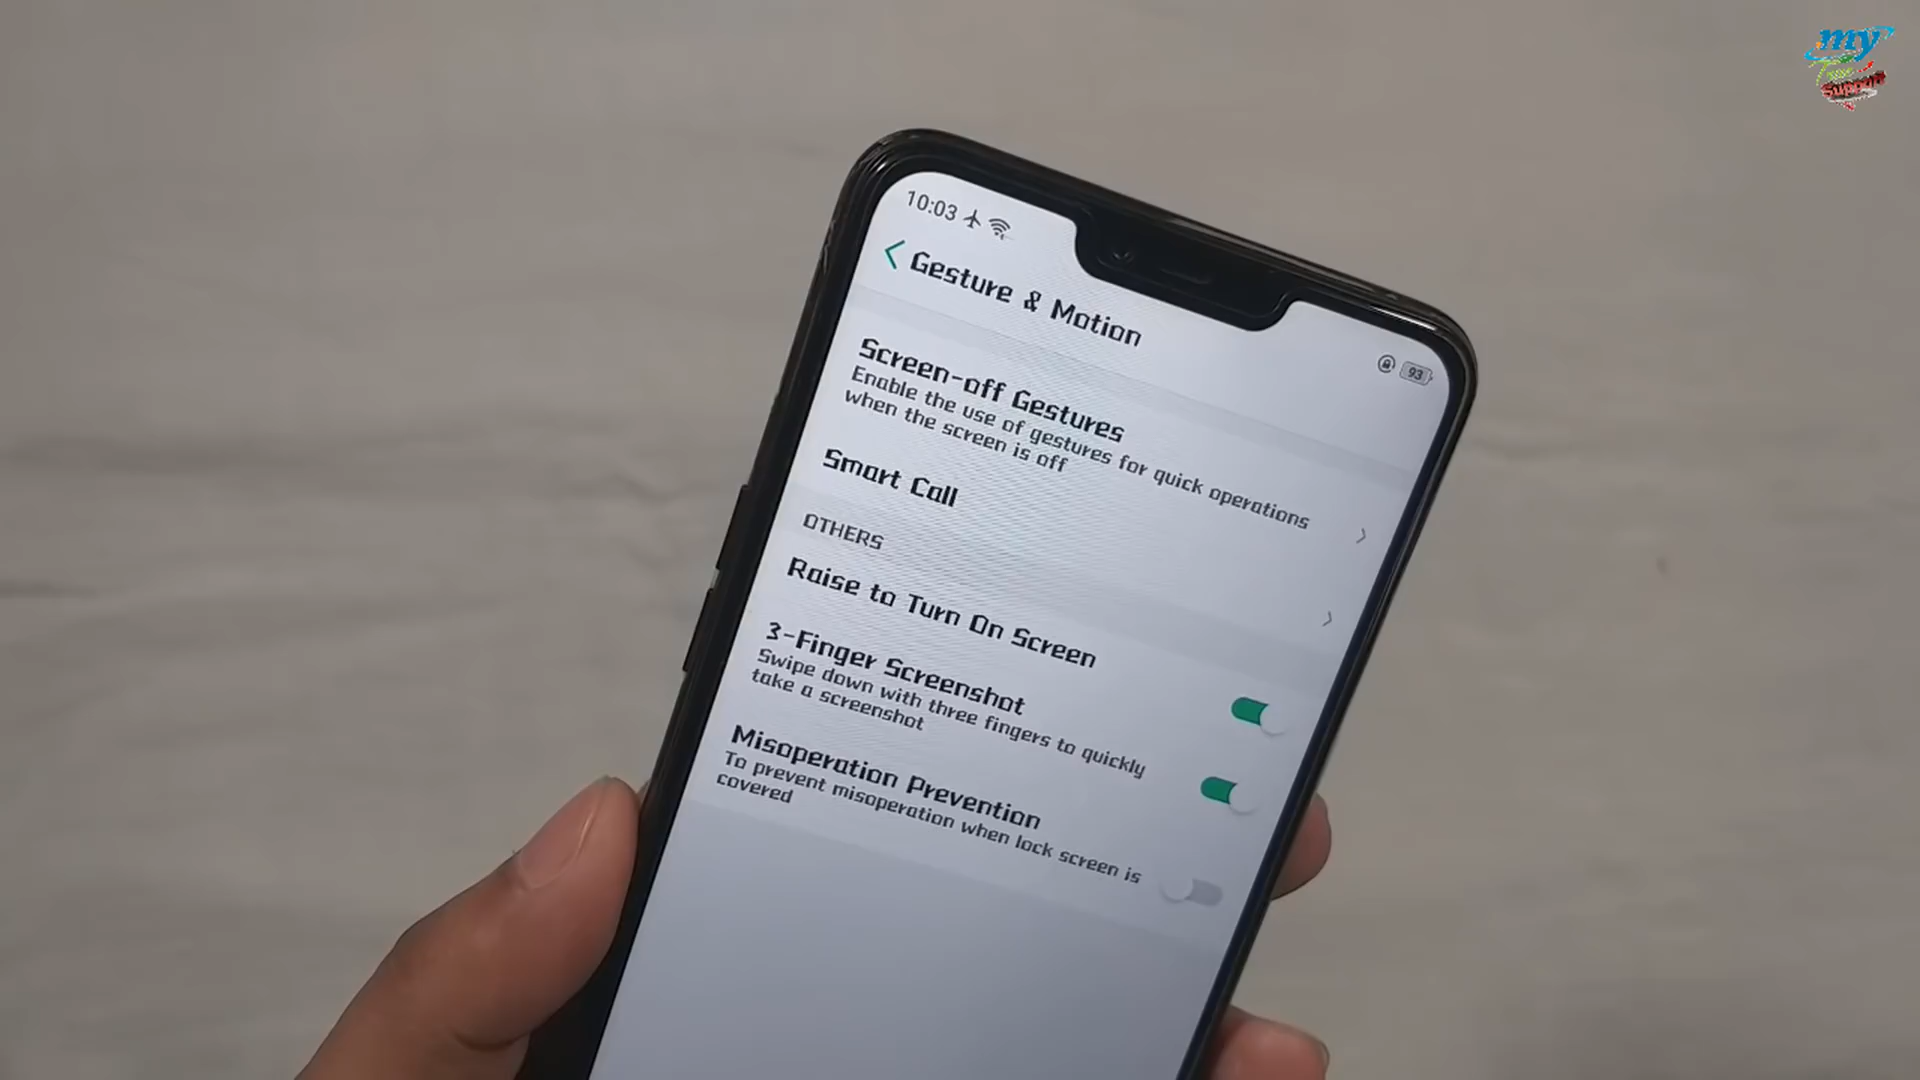 my
True
Support
10:03
93
Gesture & Motion
Screen-off Gestures
Enable the use of gestures for quick operations
when the screen is off
Smart Call
OTHERS
Raise to Turn On Screen
3-Finger Screenshot
Swipe down with three fingers to quickly
take a screenshot
Misoperation Prevention
To prevent misoperation when lock screen is
covered